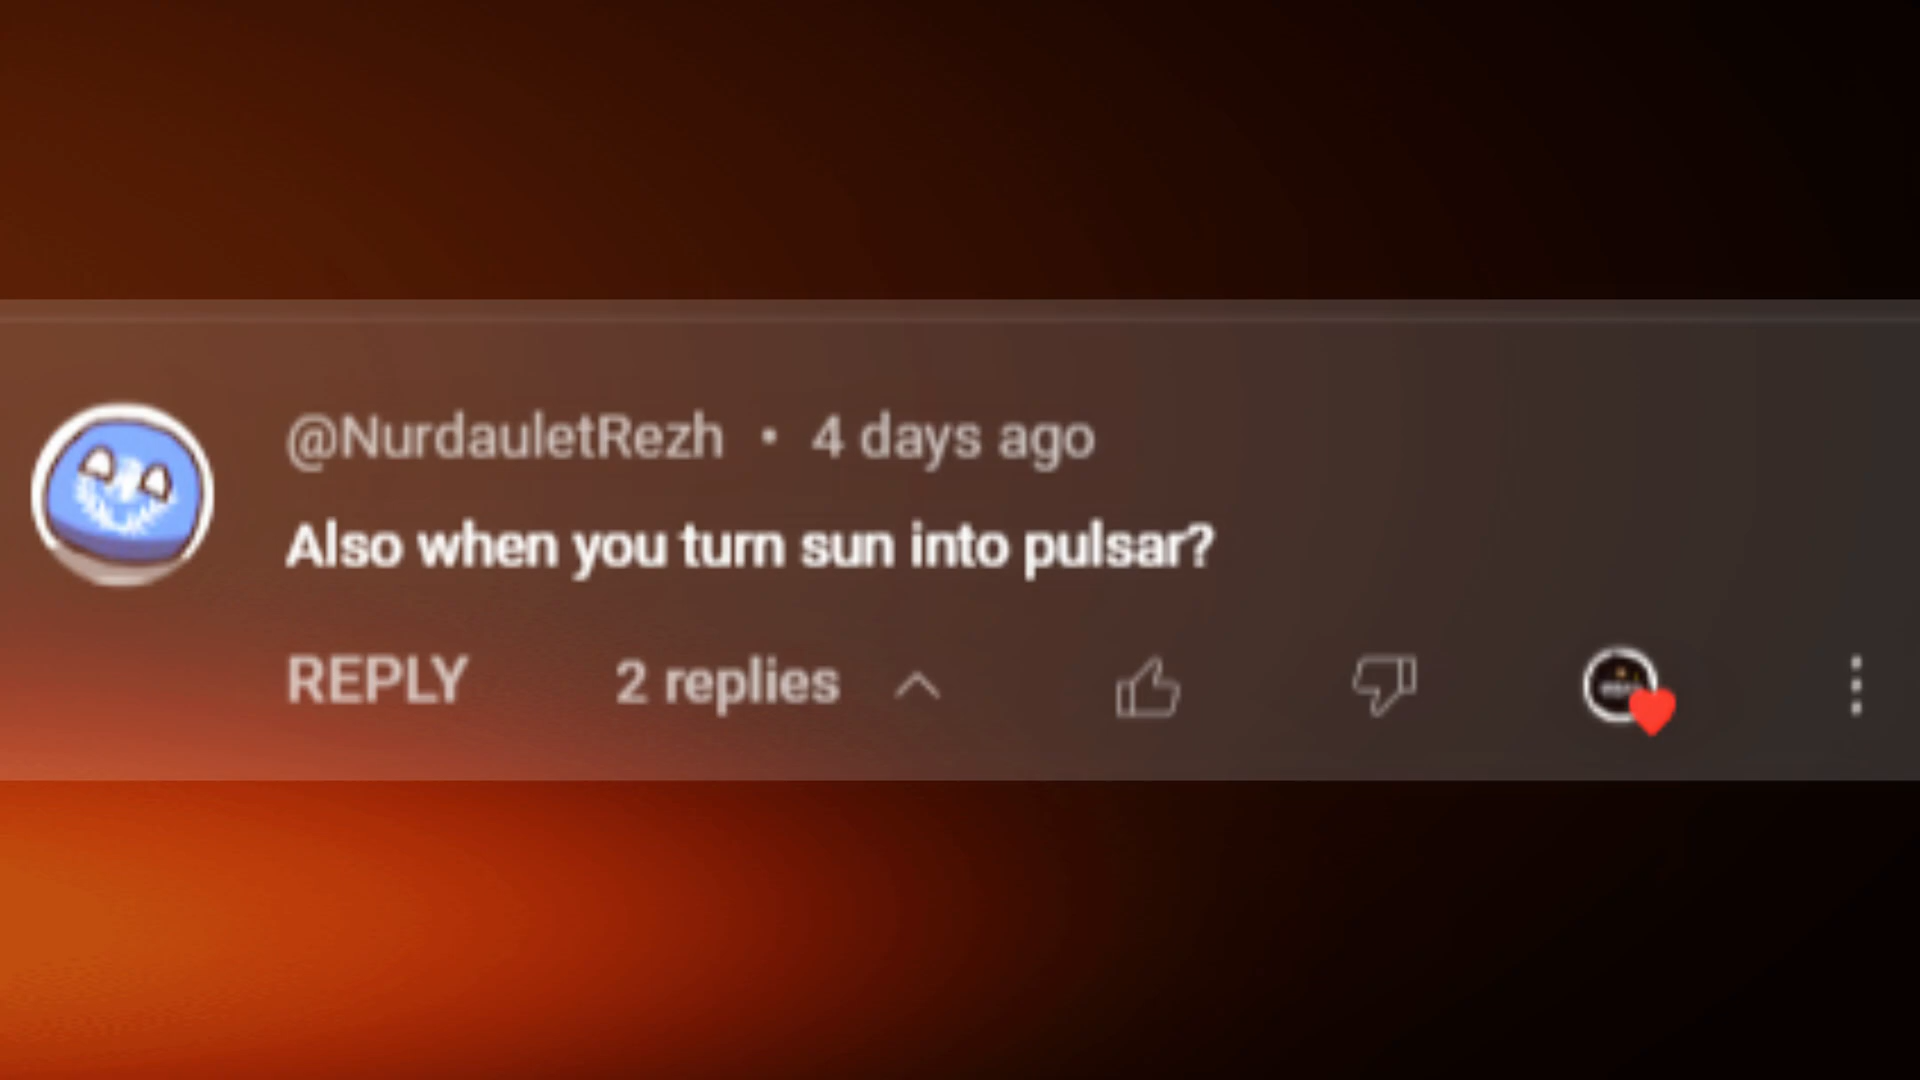 @NurdauletRezh • 4 days ago
Also when you turn sun into pulsar?
REPLY 2 replies